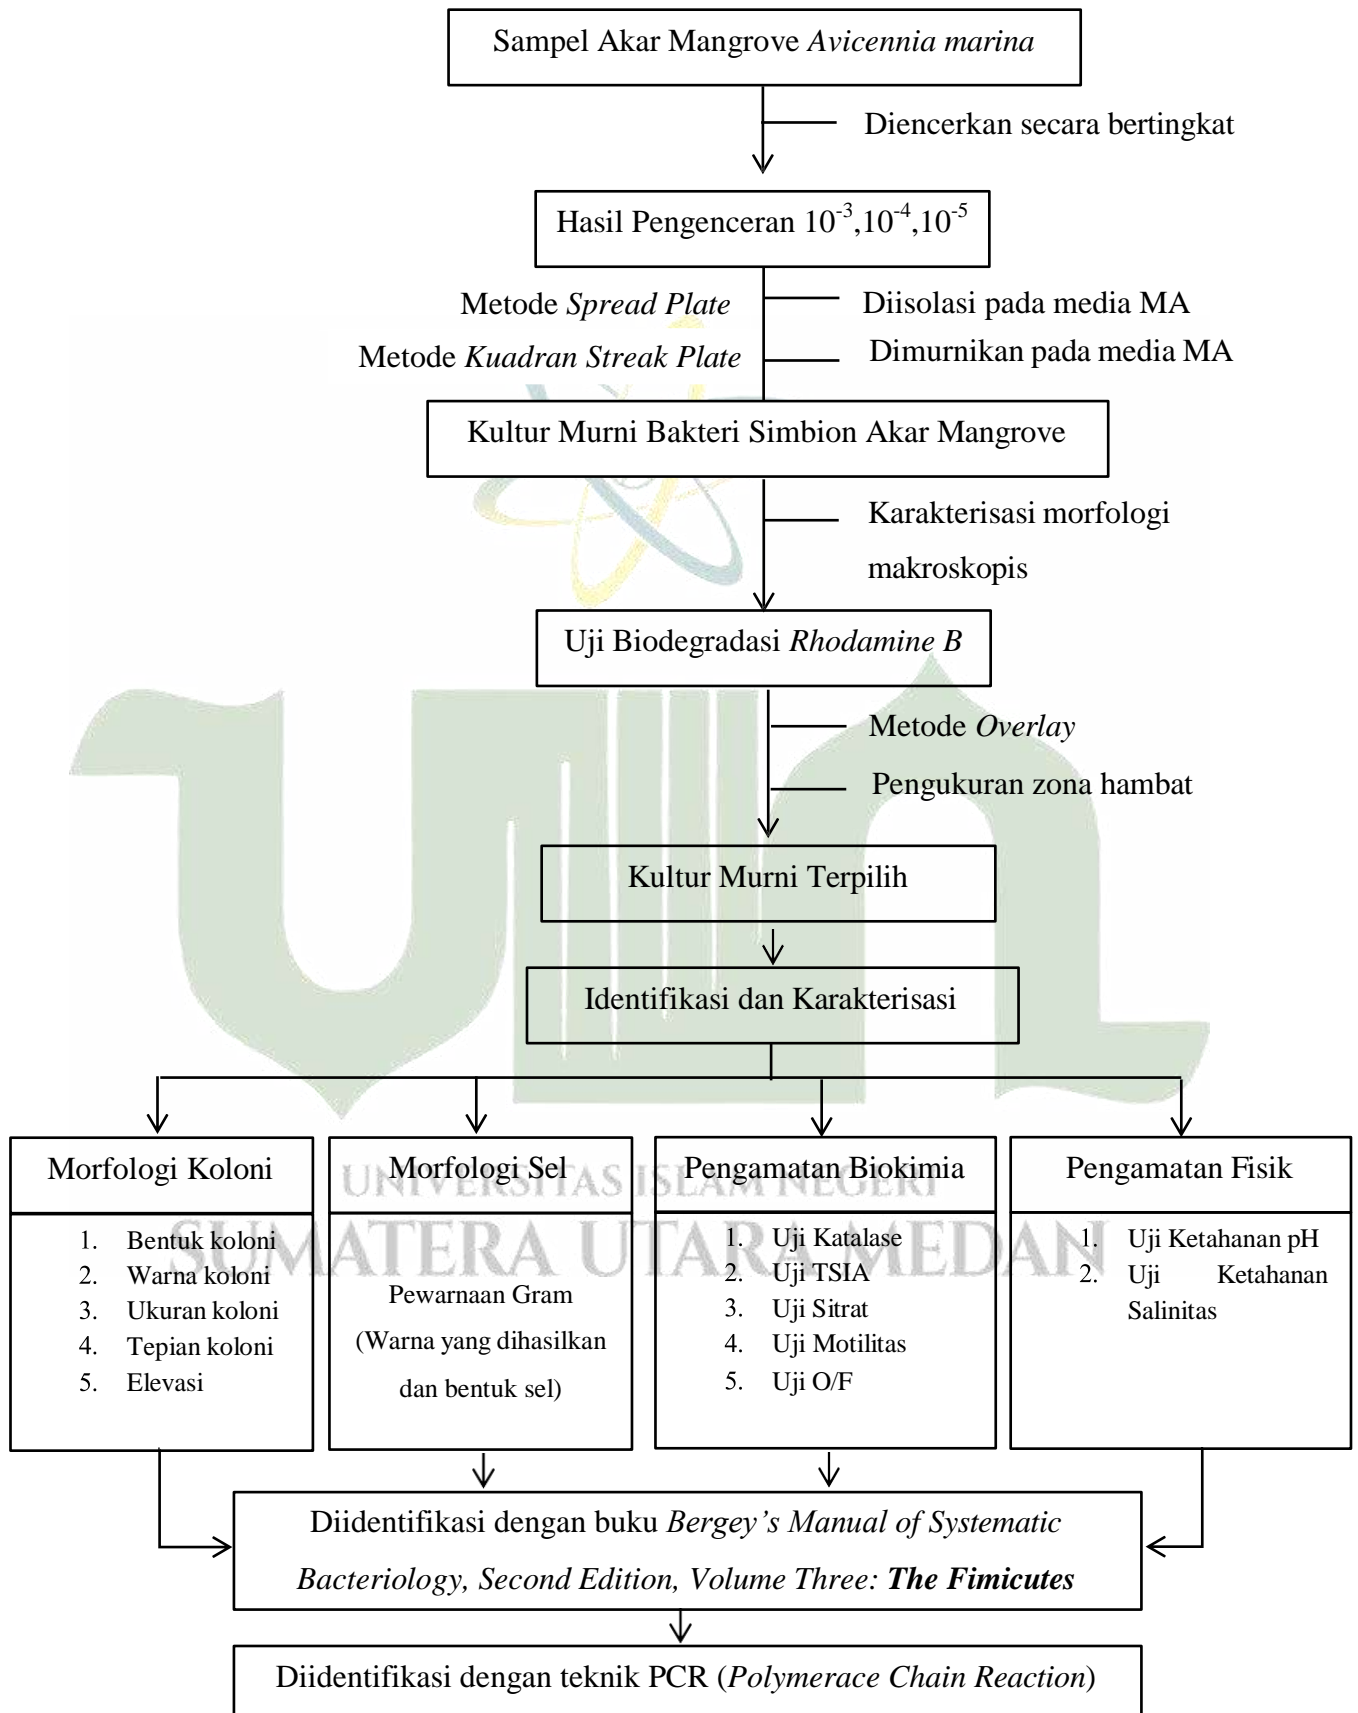 Sampel Akar Mangrove Avicennia marina
Diencerkan secara bertingkat
Hasil Pengenceran 10⁻³,10⁻⁴,10⁻⁵
Metode Spread Plate
Diisolasi pada media MA
Metode Kuadran Streak Plate
Dimurnikan pada media MA
Kultur Murni Bakteri Simbion Akar Mangrove
Karakterisasi morfologi
makroskopis
Uji Biodegradasi Rhodamine B
Metode Overlay
Pengukuran zona hambat
Kultur Murni Terpilih
Identifikasi dan Karakterisasi
Morfologi Koloni
1. Bentuk koloni
2. Warna koloni
3. Ukuran koloni
4. Tepian koloni
5. Elevasi
Morfologi Sel
Pewarnaan Gram
(Warna yang dihasilkan
dan bentuk sel)
Pengamatan Biokimia
1. Uji Katalase
2. Uji TSIA
3. Uji Sitrat
4. Uji Motilitas
5. Uji O/F
Pengamatan Fisik
1. Uji Ketahanan pH
2. Uji Ketahanan
Salinitas
UNIVERSITAS ISLAM NEGERI
SUMATERA UTARA MEDAN
Diidentifikasi dengan buku Bergey’s Manual of Systematic
Bacteriology, Second Edition, Volume Three: The Fimicutes
Diidentifikasi dengan teknik PCR (Polymerace Chain Reaction)